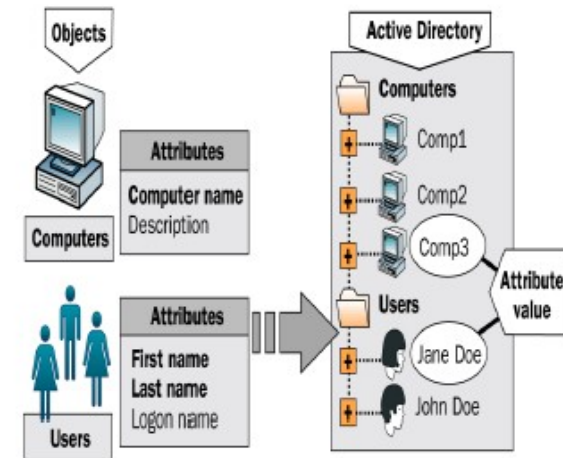 Objects
Computers
Attributes
Computer name
Description
Users
Attributes
First name
Last name
Logon name
Active Directory
Computers
Comp1
Comp2
Comp3
Users
Jane Doe
John Doe
Attribute
value